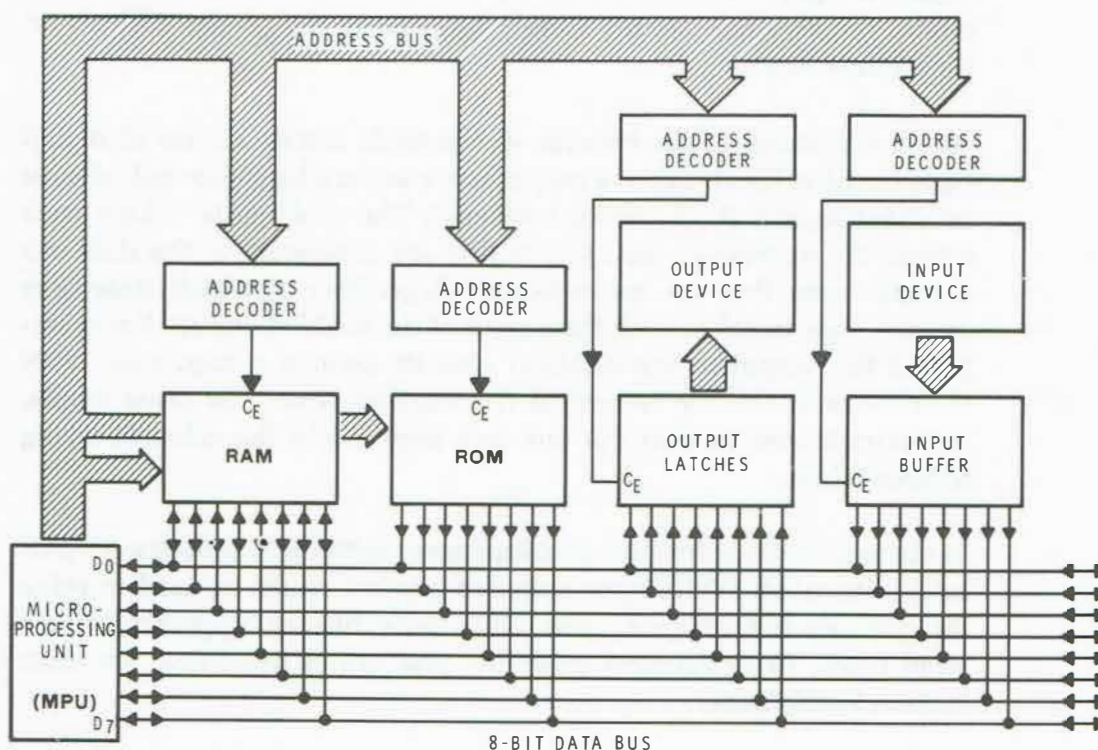 ADDRESS BUS
ADDRESS
DECODER
ADDRESS
DECODER
ADDRESS
DECODER
ADDRESS
DECODER
OUTPUT
DEVICE
INPUT
DEVICE
CE
RAM
CE
ROM
OUTPUT
LATCHES
CE
INPUT
BUFFER
CE
D0
MICRO-
PROCESSING
UNIT
(MPU)
D7
8-BIT DATA BUS